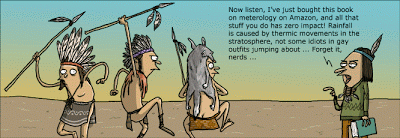 Now listen, I've just bought this book
on meterology on Amazon, and all that
stuff you do has zero impact! Rainfall
is caused by thermic movements in the
stratosphere, not some idiots in gay
outfits jumping about ... Forget it,
nerds ...